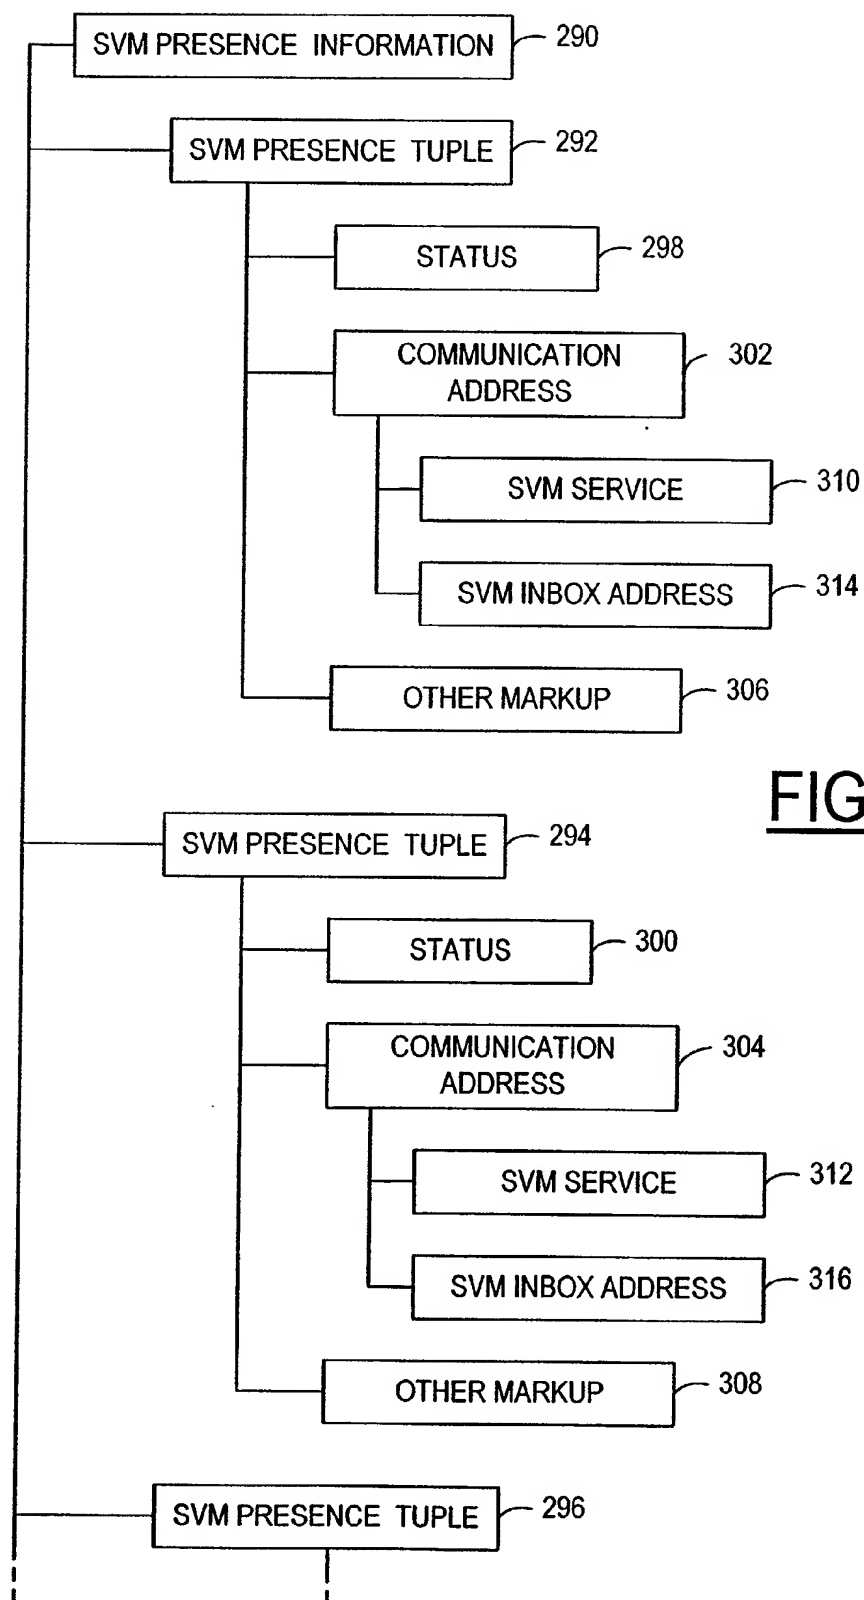 SVM PRESENCE INFORMATION 290
SVM PRESENCE TUPLE 292
STATUS 298
COMMUNICATION
ADDRESS 302
SVM SERVICE 310
SVM INBOX ADDRESS 314
OTHER MARKUP 306
FIG
SVM PRESENCE TUPLE 294
STATUS 300
COMMUNICATION
ADDRESS 304
SVM SERVICE 312
SVM INBOX ADDRESS 316
OTHER MARKUP 308
SVM PRESENCE TUPLE 296